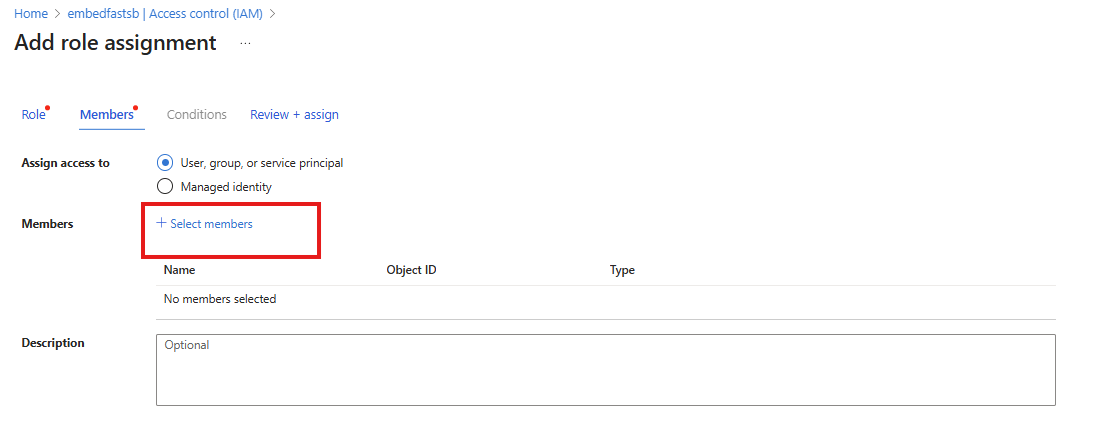 Home > embedfastsb | Access control (IAM) >
Add role assignment ...
Role Members Conditions Review + assign
Assign access to User, group, or service principal
Managed identity
Members + Select members
Name Object ID Type
No members selected
Description Optional